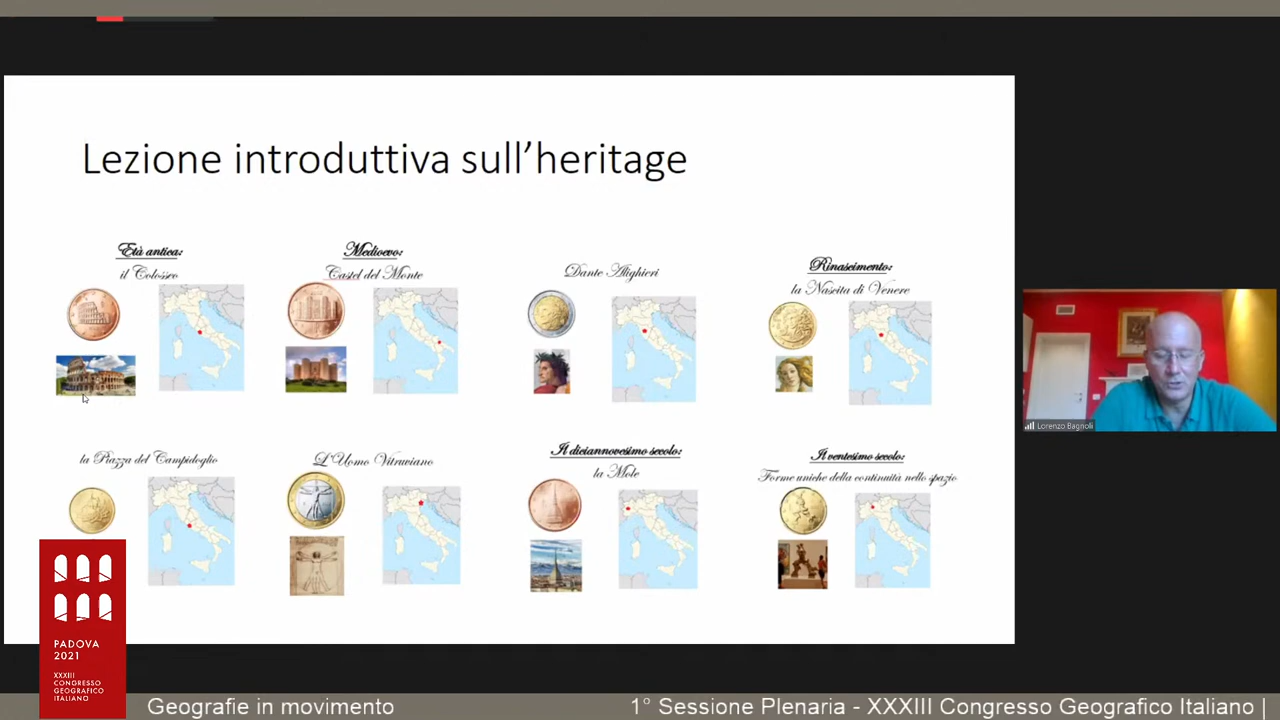 Lezione introduttiva sull’heritage
Età antica:
il Colosseo
Medioevo:
Castel del Monte
Dante Alighieri
Rinascimento:
la Nascita di Venere
la Piazza del Campidoglio
L'Uomo Vitruviano
Il diciannovesimo secolo:
la Mole
Il ventesimo secolo:
Forme uniche della continuità nello spazio
Lorenzo Bagnoli
PADOVA
2021
XXXIII
CONGRESSO
GEOGRAFICO
ITALIANO
Geografie in movimento
1° Sessione Plenaria - XXXIII Congresso Geografico Italiano |